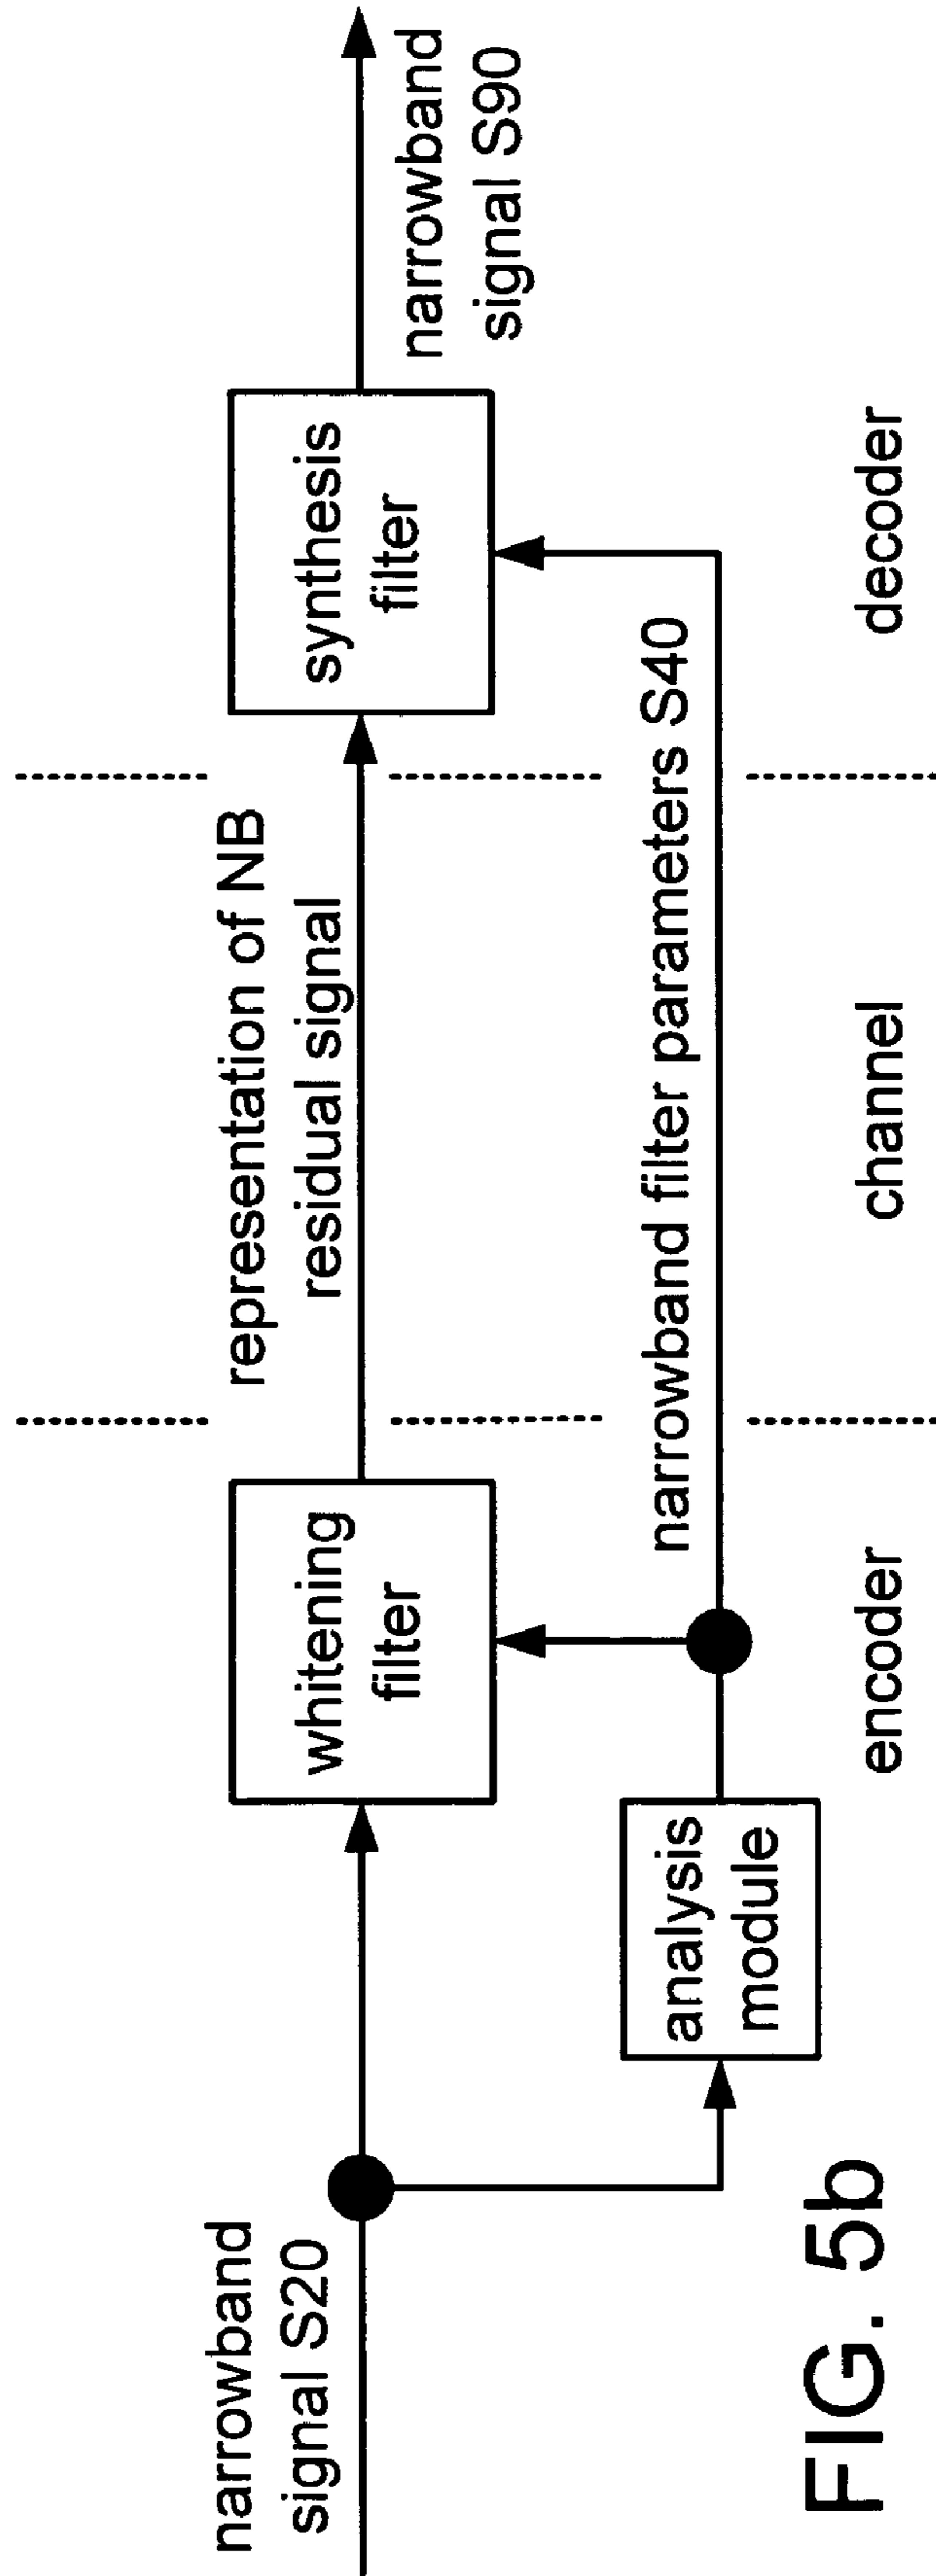 narrowband
signal S20
whitening
filter
representation of NB
residual signal
synthesis
filter
narrowband
signal S90
analysis
module
narrowband filter parameters S40
encoder
channel
decoder
FIG. 5b